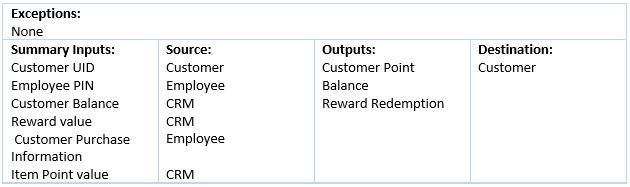 Exceptions:
None
Summary Inputs: Source: Outputs: Destination:
Customer UID Customer Customer Point Customer
Employee PIN Employee Balance
Customer Balance CRM Reward Redemption
Reward value CRM
Customer Purchase Employee
Information
Item Point value CRM